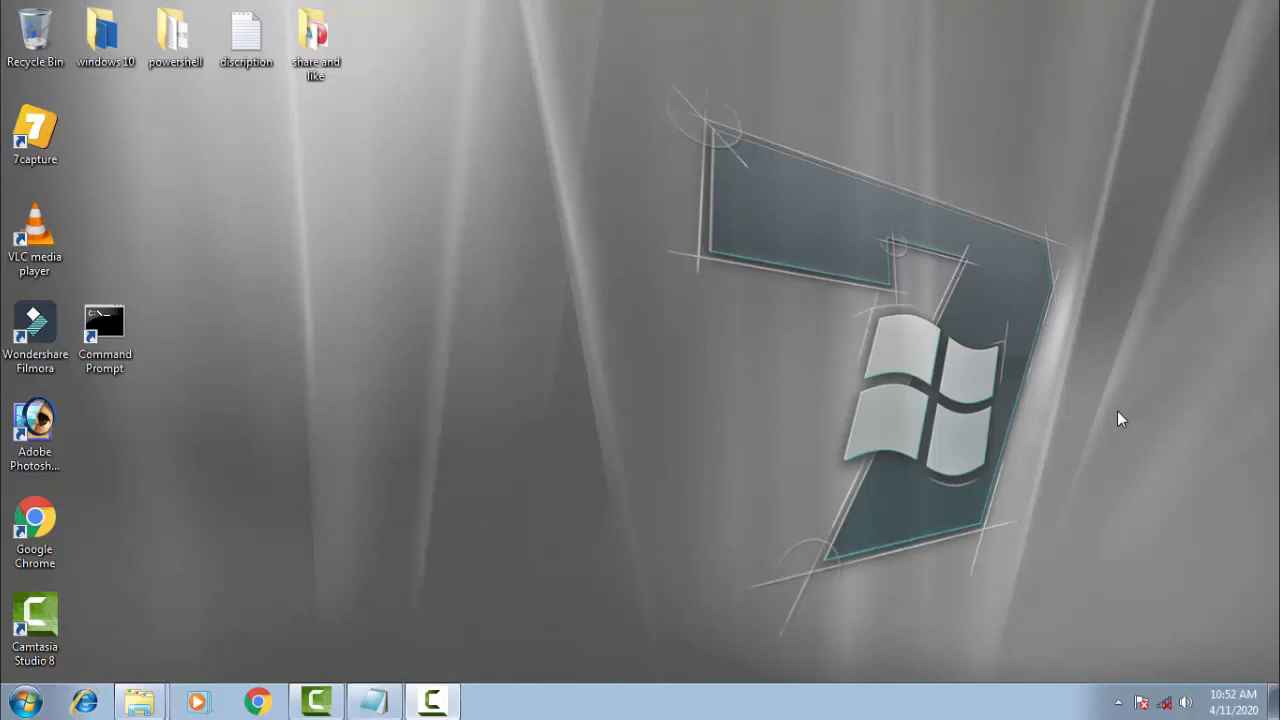 Recycle Bin
windows 10
powershell
discription
share and
like
7
7capture
VLC media
player
Wondershare
Filmora
C:\_
Command
Prompt
Adobe
Photosh...
Google
Chrome
C
Camtasia
Studio 8
C
C
10:52 AM
4/11/2020